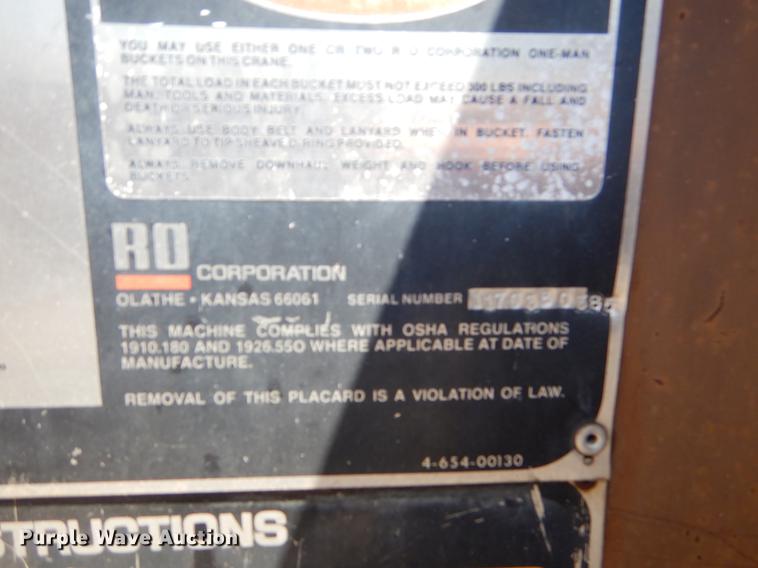 YOU MAY USE EITHER ONE OR TWO R O CORPORATION ONE-MAN
BUCKETS ON THIS CRANE.
THE TOTAL LOAD IN EACH BUCKET MUST NOT EXCEED 300 LBS INCLUDING
MAN, TOOLS AND MATERIALS. EXCESS LOAD MAY CAUSE A FALL AND
DEATH OR SERIOUS INJURY.
ALWAYS USE BODY BELT AND LANYARD WHEN IN BUCKET. FASTEN
LANYARD TO TIP SHEAVE D RING PROVIDED.
ALWAYS REMOVE DOWNHAUL WEIGHT AND HOOK BEFORE USING
BUCKETS
RO CORPORATION
OLATHE • KANSAS 66061 SERIAL NUMBER
THIS MACHINE COMPLIES WITH OSHA REGULATIONS
1910.180 AND 1926.550 WHERE APPLICABLE AT DATE OF
MANUFACTURE.
REMOVAL OF THIS PLACARD IS A VIOLATION OF LAW.
4-654-00130
STRUCTIONS
Purple Wave Auction
Purple Wave Auction